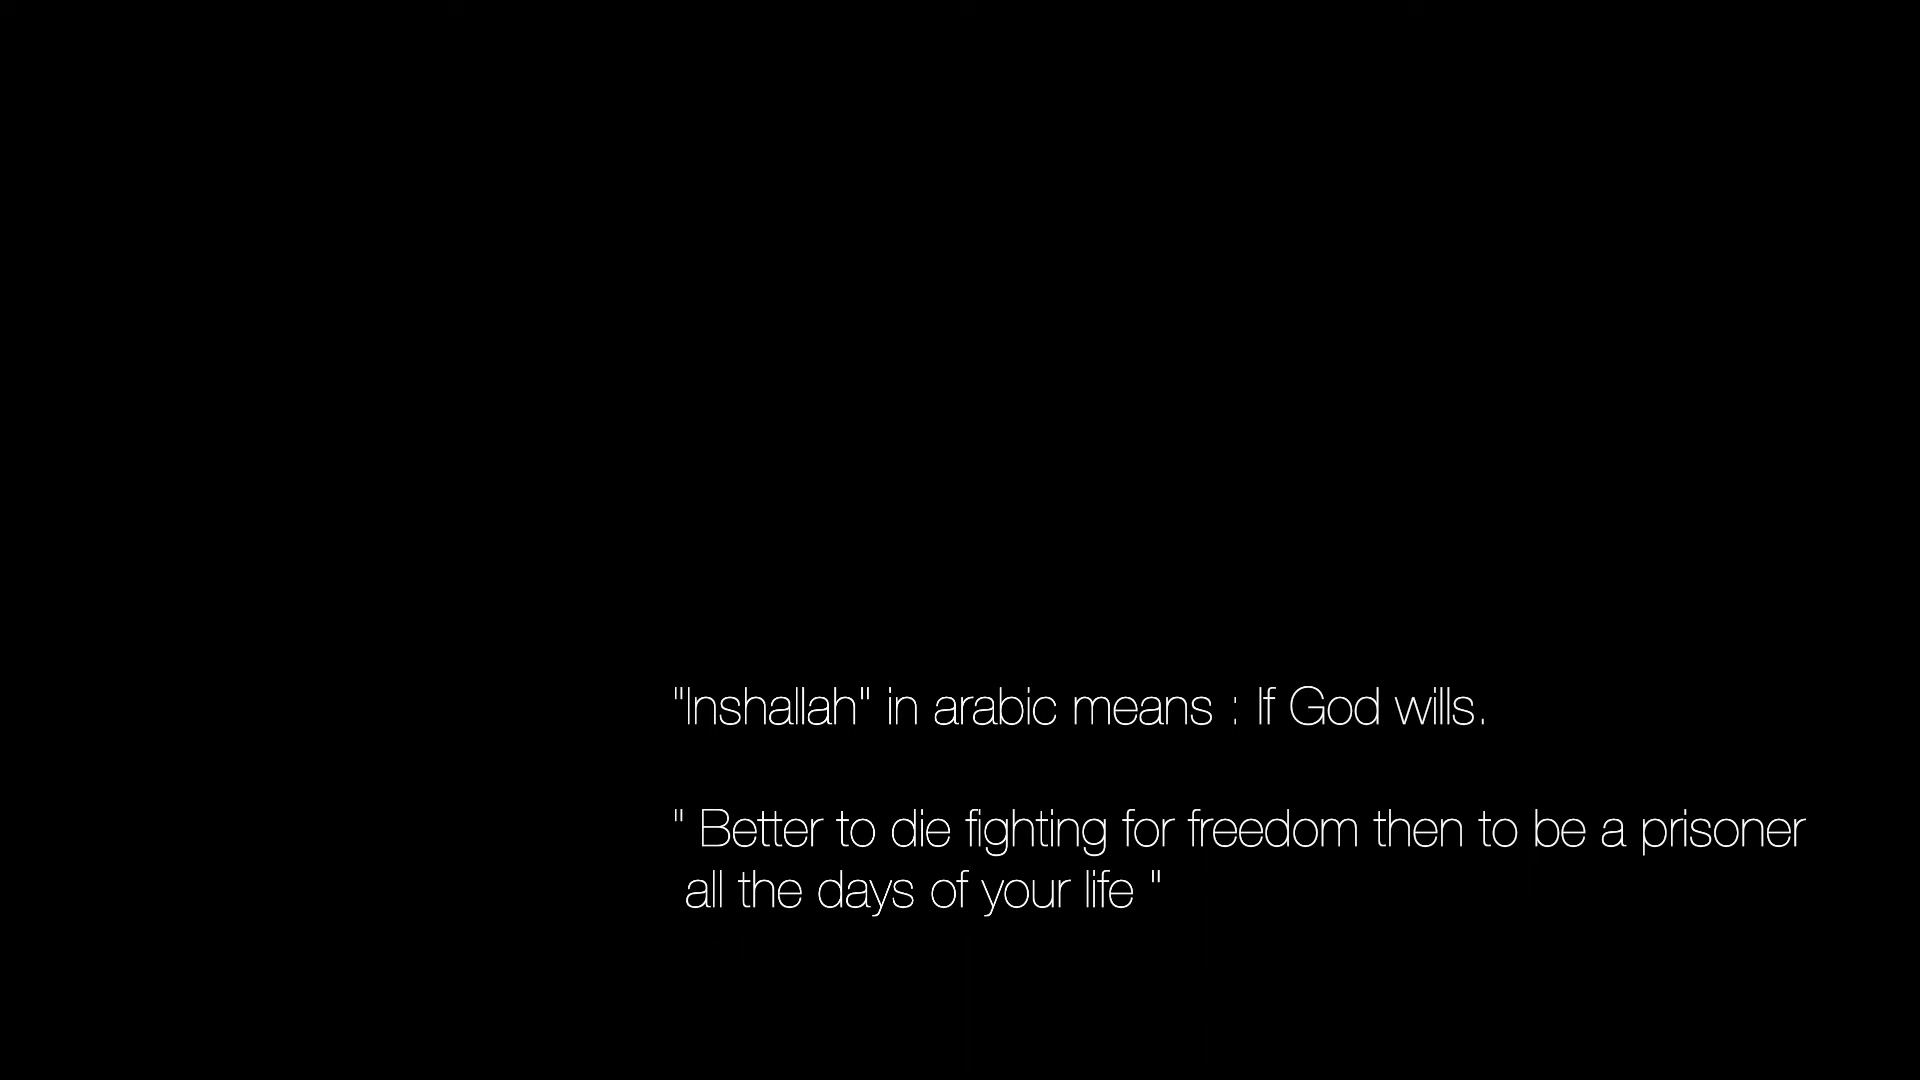 "Inshallah" in arabic means : If God wills.
" Better to die fighting for freedom then to be a prisoner
all the days of your life "